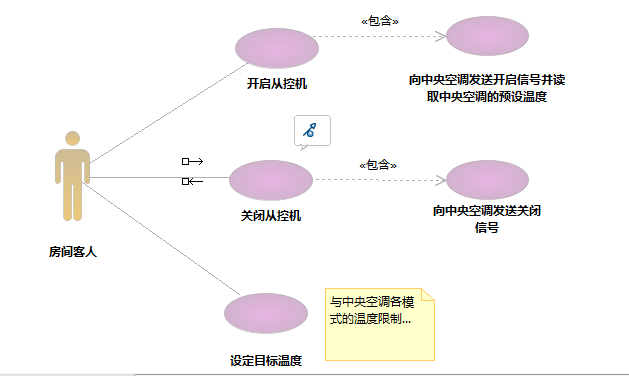 «包含»
开启从控机
向中央空调发送开启信号并读
取中央空调的预设温度
«包含»
关闭从控机
向中央空调发送关闭
信号
房间客人
与中央空调各模
式的温度限制...
设定目标温度